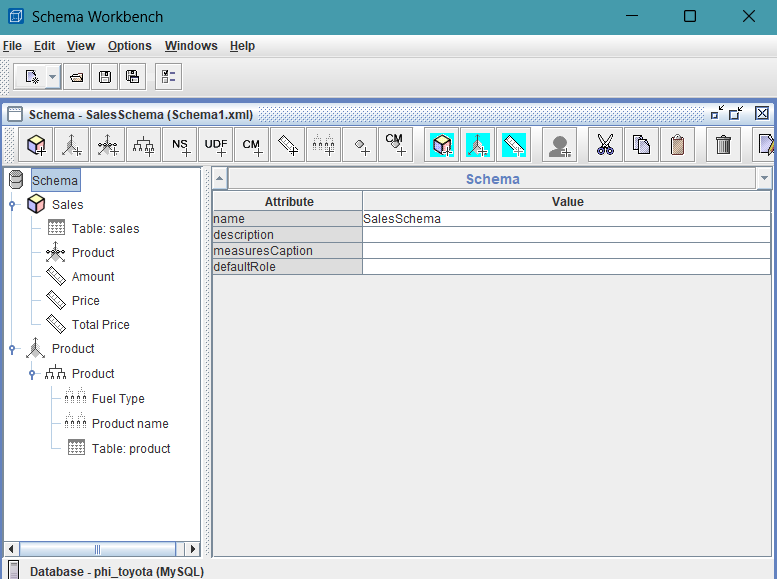 Schema Workbench
File Edit View Options Windows Help
Schema - SalesSchema (Schema1.xml)
NS UDF CM CM
Schema
Sales
Table: sales
Product
Amount
Price
Total Price
Product
Product
Fuel Type
Product name
Table: product
Schema
Attribute Value
name SalesSchema
description
measuresCaption
defaultRole
Database - phi_toyota (MySQL)